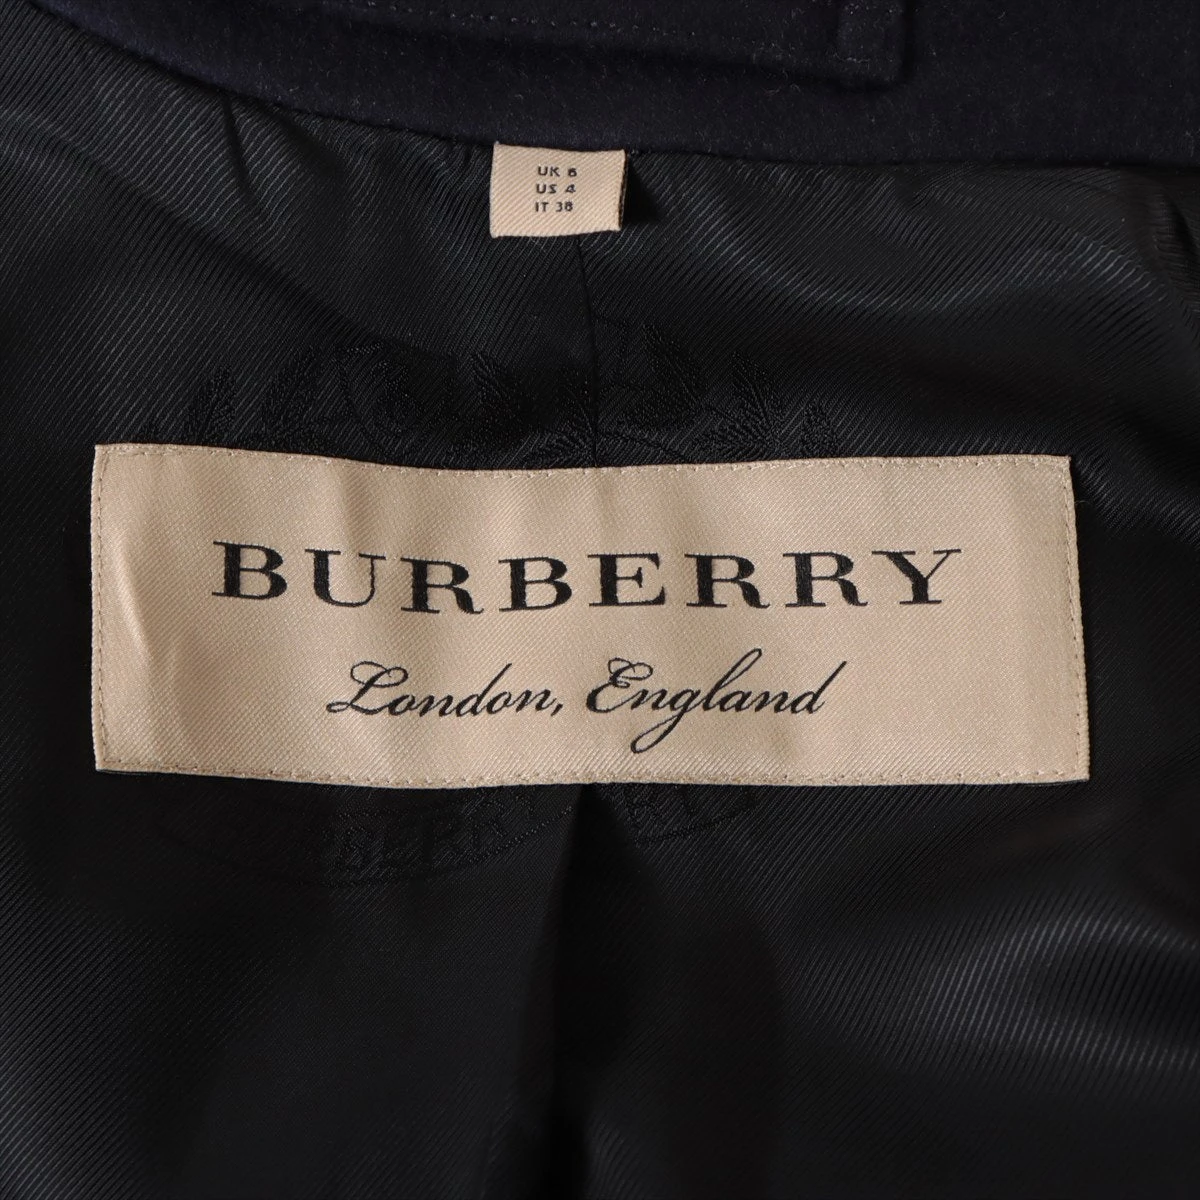 UK 6
US 4
IT 38
BURBERRY
London, England